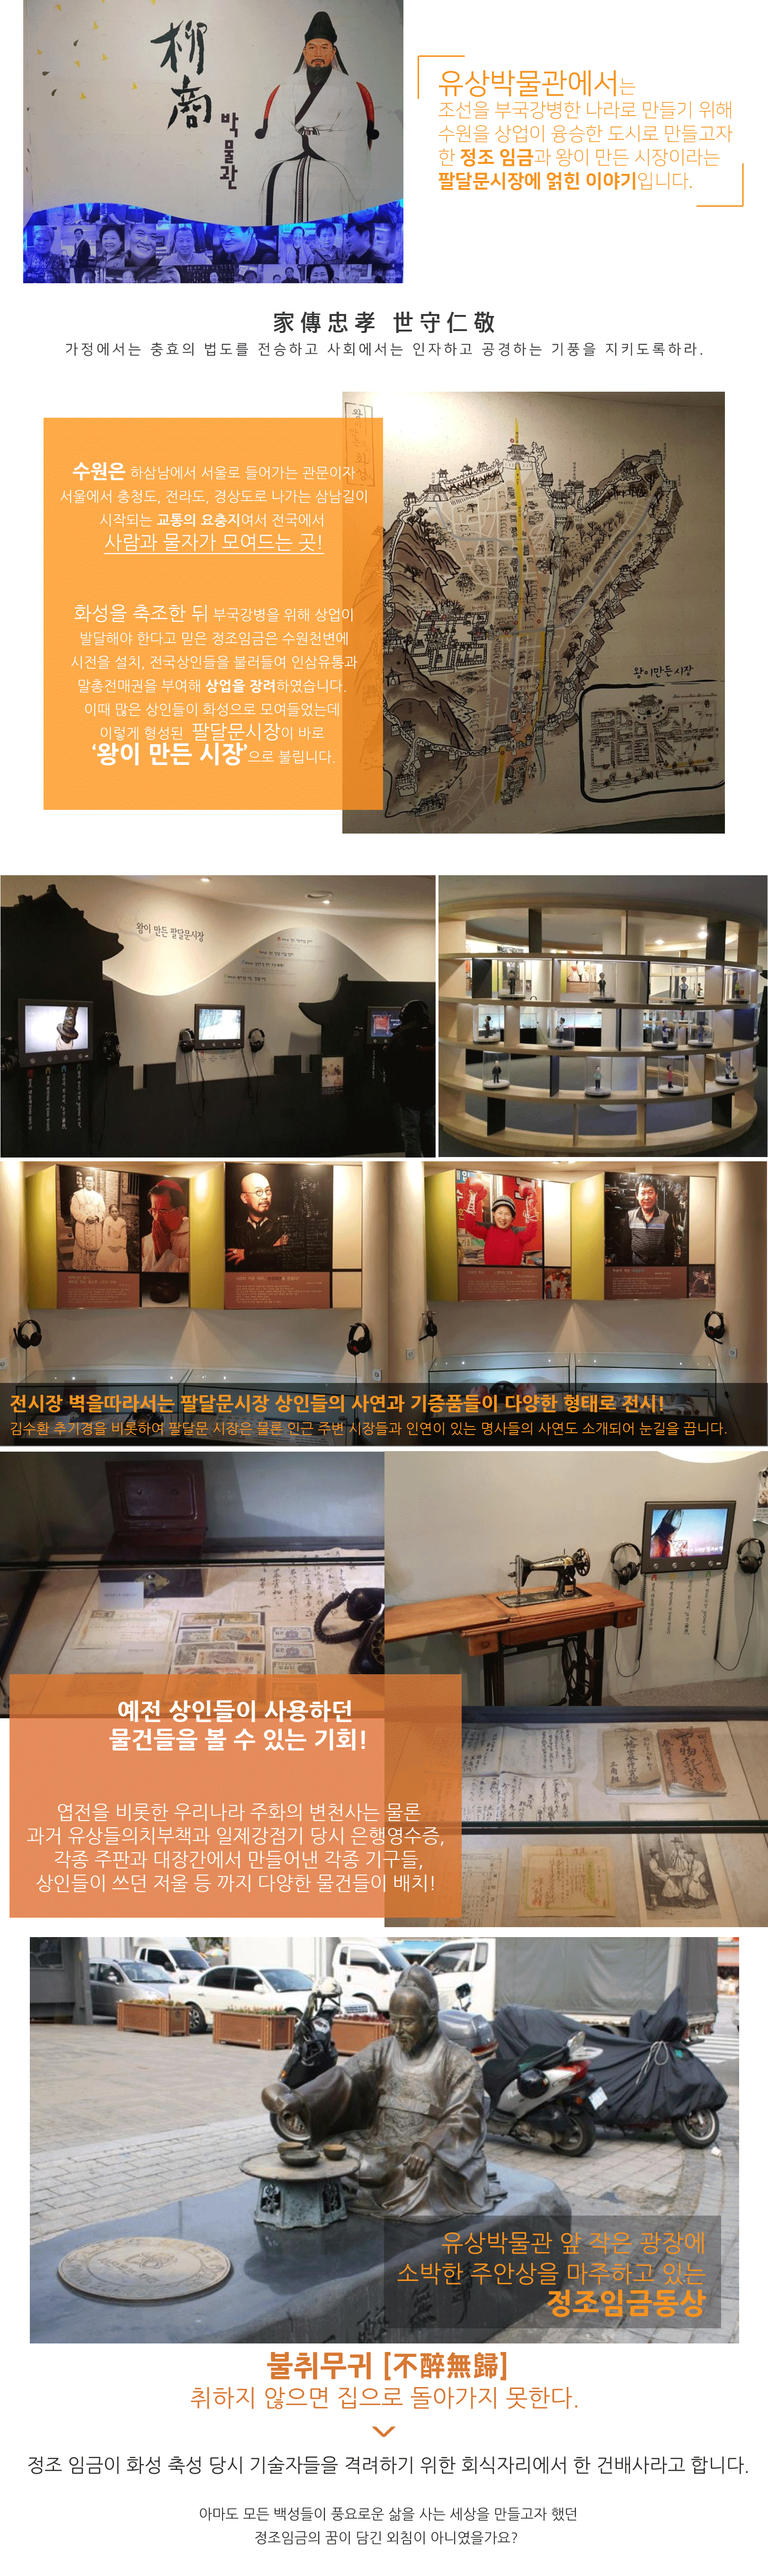 柳商
박물관
유상박물관에서는
조선을 부국강병한 나라로 만들기 위해
수원을 상업이 융숭한 도시로 만들고자
한 정조 임금과 왕이 만든 시장이라는
팔달문시장에 얽힌 이야기입니다.
家傳忠孝 世守仁敬
가정에서는 충효의 법도를 전승하고 사회에서는 인자하고 공경하는 기풍을 지키도록하라.
수원은 하삼남에서 서울로 들어가는 관문이자
서울에서 충청도, 전라도, 경상도로 나가는 삼남길이
시작되는 교통의 요충지여서 전국에서
사람과 물자가 모여드는 곳!
화성을 축조한 뒤 부국강병을 위해 상업이
발달해야 한다고 믿은 정조임금은 수원천변에
시전을 설치, 전국상인들을 불러들여 인삼유통과
말총전매권을 부여해 상업을 장려하였습니다.
이때 많은 상인들이 화성으로 모여들었는데
이렇게 형성된 팔달문시장이 바로
‘왕이 만든 시장’으로 불립니다.
왕이 만든 화성
왕이만든시장
왕이 만든 팔달문시장
전시장 벽을따라서는 팔달문시장 상인들의 사연과 기증품들이 다양한 형태로 전시!
김수환 추기경을 비롯하여 팔달문 시장은 물론 인근 주변 시장들과 인연이 있는 명사들의 사연도 소개되어 눈길을 끕니다.
예전 상인들이 사용하던
물건들을 볼 수 있는 기회!
엽전을 비롯한 우리나라 주화의 변천사는 물론
과거 유상들의치부책과 일제강점기 당시 은행영수증,
각종 주판과 대장간에서 만들어낸 각종 기구들,
상인들이 쓰던 저울 등 까지 다양한 물건들이 배치!
유상박물관 앞 작은 광장에
소박한 주안상을 마주하고 있는
정조임금동상
불취무귀 [不醉無歸]
취하지 않으면 집으로 돌아가지 못한다.
정조 임금이 화성 축성 당시 기술자들을 격려하기 위한 회식자리에서 한 건배사라고 합니다.
아마도 모든 백성들이 풍요로운 삶을 사는 세상을 만들고자 했던
정조임금의 꿈이 담긴 외침이 아니였을가요?